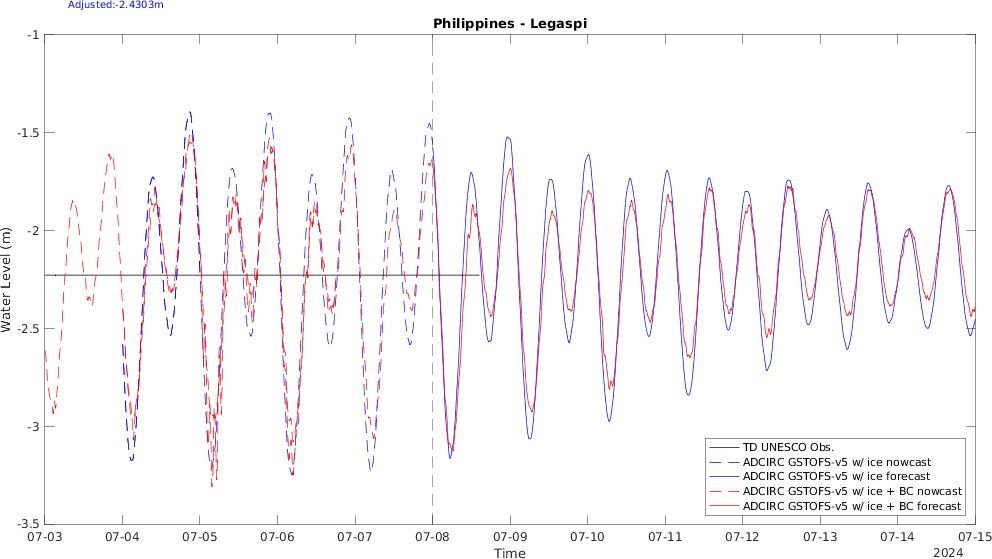 Adjusted:-2.4303m
Philippines - Legaspi
Water Level (m)
-1
-1.5
-2
-2.5
-3
-3.5
TD UNESCO Obs.
ADCIRC GSTOFS-v5 w/ ice nowcast
ADCIRC GSTOFS-v5 w/ ice forecast
ADCIRC GSTOFS-v5 w/ ice + BC nowcast
ADCIRC GSTOFS-v5 w/ ice + BC forecast
07-03 07-04 07-05 07-06 07-07 07-08 07-09 07-10 07-11 07-12 07-13 07-14 07-15
Time
2024